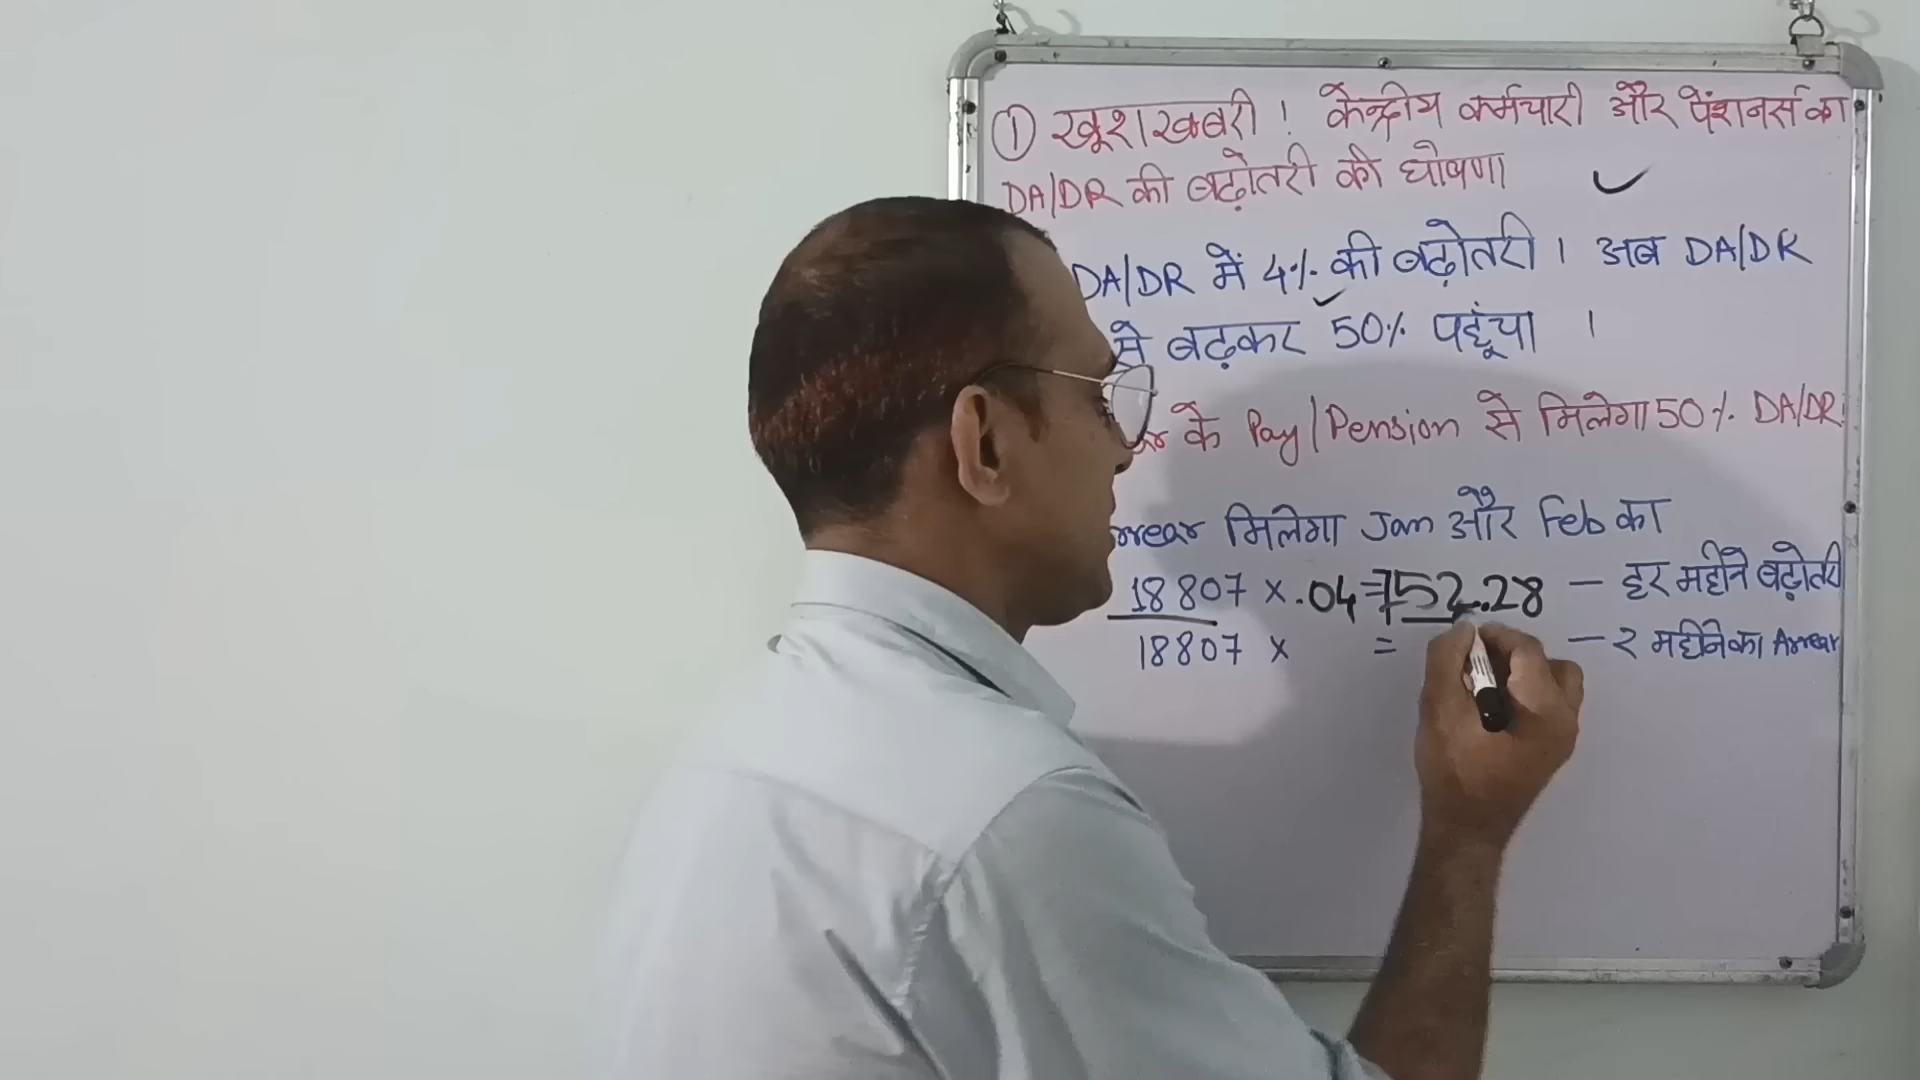 ① खूशखबरी ! केन्द्रीय कर्मचारी और पेंशनर्स का
DA/DR की बढ़ोतरी की घोषणा
DA/DR में 4% की बढ़ोतरी । अब DA/DR
से बढ़कर 50% पहूंचा ।
के Pay/Pension से मिलेगा 50% DA/DR
मिलेगा Jan और Feb का
18807 × .04 = 752.28 — हर महीने बढ़ोतरी
18807 × = — २ महीने का Arrear